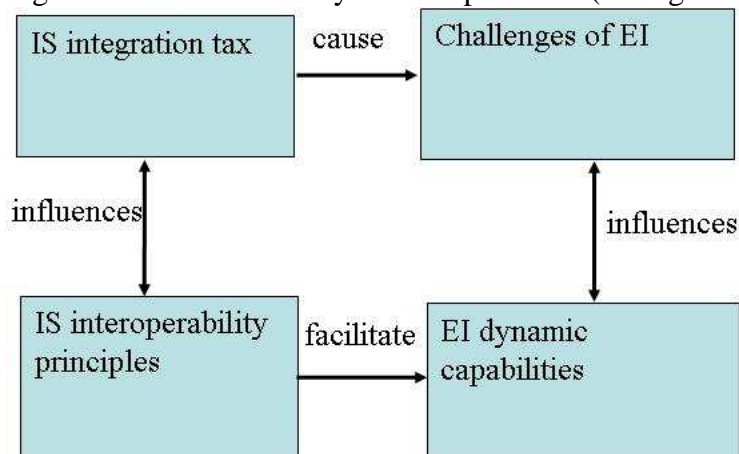 cause
IS integration tax
Challenges of EI
influences
influences
IS interoperability
principles
facilitate
EI dynamic
capabilities